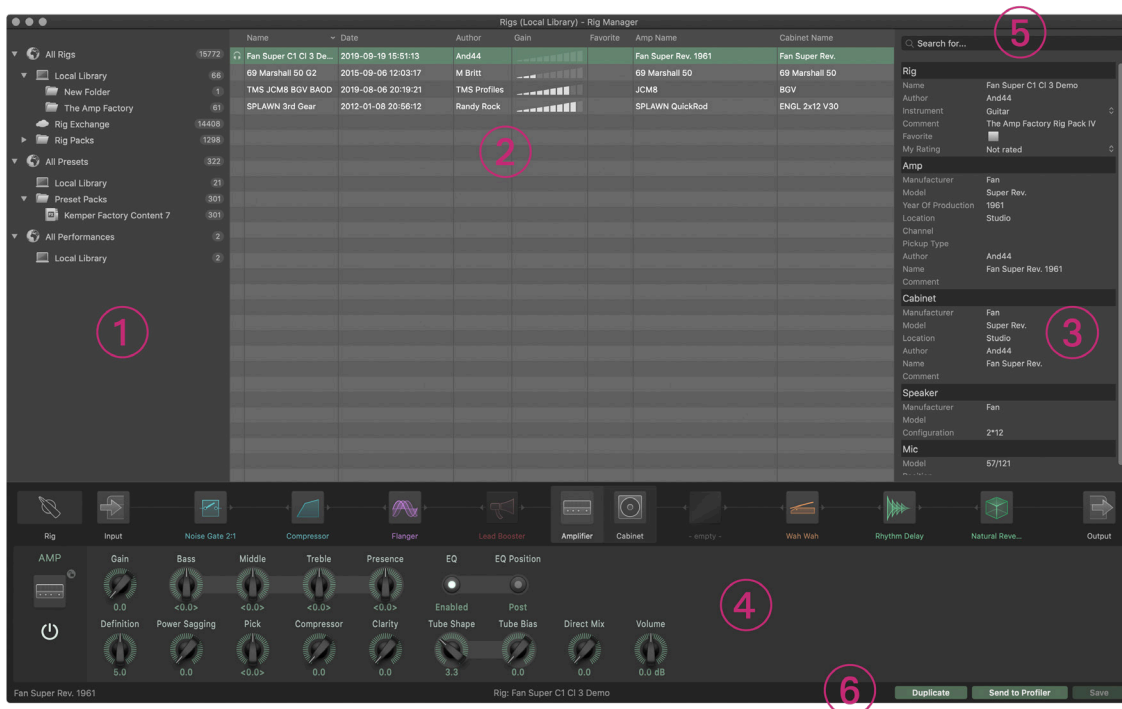 Rigs (Local Library) - Rig Manager
5
Name Date Author Gain Favorite Amp Name Cabinet Name
Search for...
All Rigs 15772
Local Library 66
New Folder 1
The Amp Factory 61
Rig Exchange 14408
Rig Packs 1298
All Presets 322
Local Library 21
Preset Packs 301
Kemper Factory Content 7 301
All Performances 2
Local Library 2
1
Fan Super C1 Cl 3 De... 2019-09-19 15:51:13 And44 Fan Super Rev. 1961 Fan Super Rev.
69 Marshall 50 G2 2015-09-06 12:03:17 M Britt 69 Marshall 50 69 Marshall 50
TMS JCM8 BGV BAOD 2019-08-06 20:19:21 TMS Profiles JCM8 BGV
SPLAWN 3rd Gear 2012-01-08 20:56:12 Randy Rock SPLAWN QuickRod ENGL 2x12 V30
2
Rig
Name Fan Super C1 Cl 3 Demo
Author And44
Instrument Guitar
Comment The Amp Factory Rig Pack IV
Favorite
My Rating Not rated
Amp
Manufacturer Fan
Model Super Rev.
Year Of Production 1961
Location Studio
Channel
Pickup Type
Author And44
Name Fan Super Rev. 1961
Comment
Cabinet
Manufacturer Fan
Model Super Rev.
Location Studio
Author And44
Name Fan Super Rev.
Comment
3
Speaker
Manufacturer Fan
Model
Configuration 2*12
Mic
Model 57/121
Position
Rig Input Noise Gate 2:1 Compressor Flanger Lead Booster Amplifier Cabinet - empty - Wah Wah Rhythm Delay Natural Reve... Output
AMP Gain Bass Middle Treble Presence EQ EQ Position
0.0 <0.0> <0.0> <0.0> <0.0> Enabled Post
4
Definition Power Sagging Pick Compressor Clarity Tube Shape Tube Bias Direct Mix Volume
5.0 0.0 <0.0> 0.0 0.0 3.3 0.0 0.0 0.0 dB
Fan Super Rev. 1961 Rig: Fan Super C1 Cl 3 Demo
6
Duplicate Send to Profiler Save